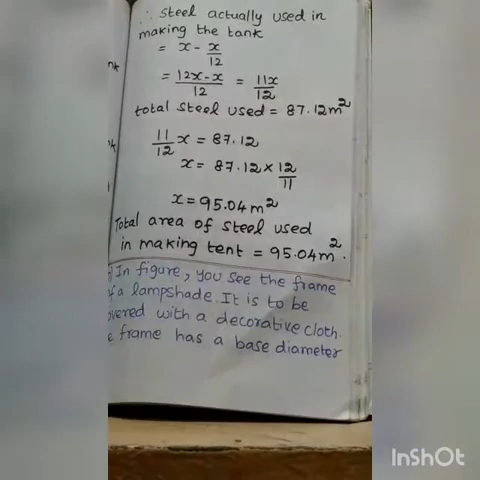 ∴ Steel actually used in
making the tank
= x - x/12
= 12x-x/12 = 11x/12
total steel used = 87.12m²
11/12 x = 87.12
x = 87.12 × 12/11
x = 95.04m²
Total area of steel used
in making tent = 95.04m².
) In figure, you see the frame
of a lampshade. It is to be
overed with a decorative cloth.
e frame has a base diameter
InShOt